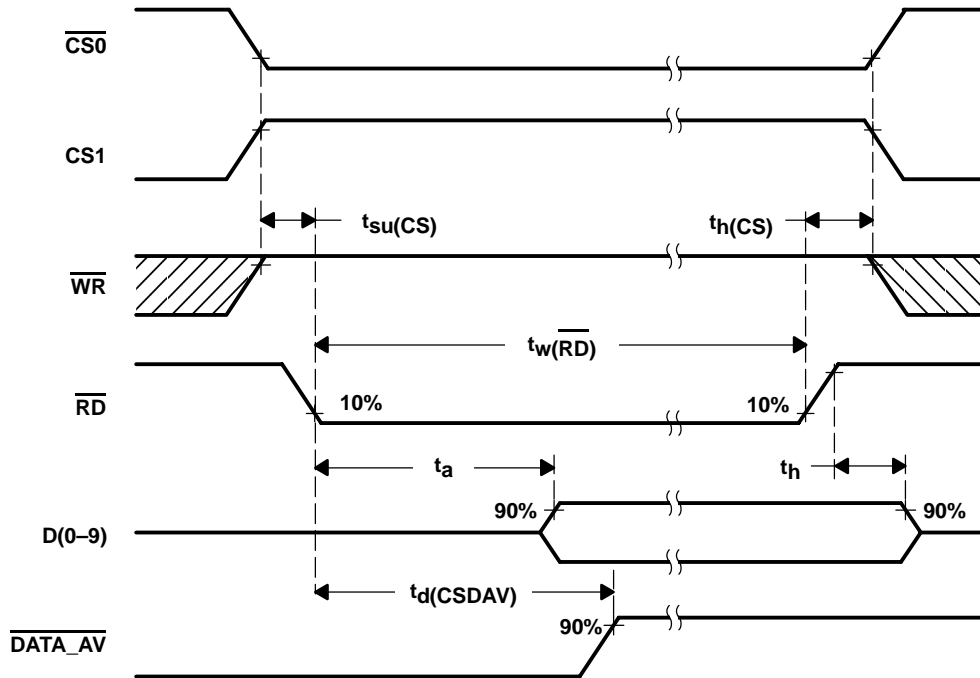 CS0
CS1
tsu(CS)
th(CS)
WR
tw(RD)
RD
10%
10%
ta
th
90%
90%
D(0–9)
td(CSDAV)
90%
DATA_AV